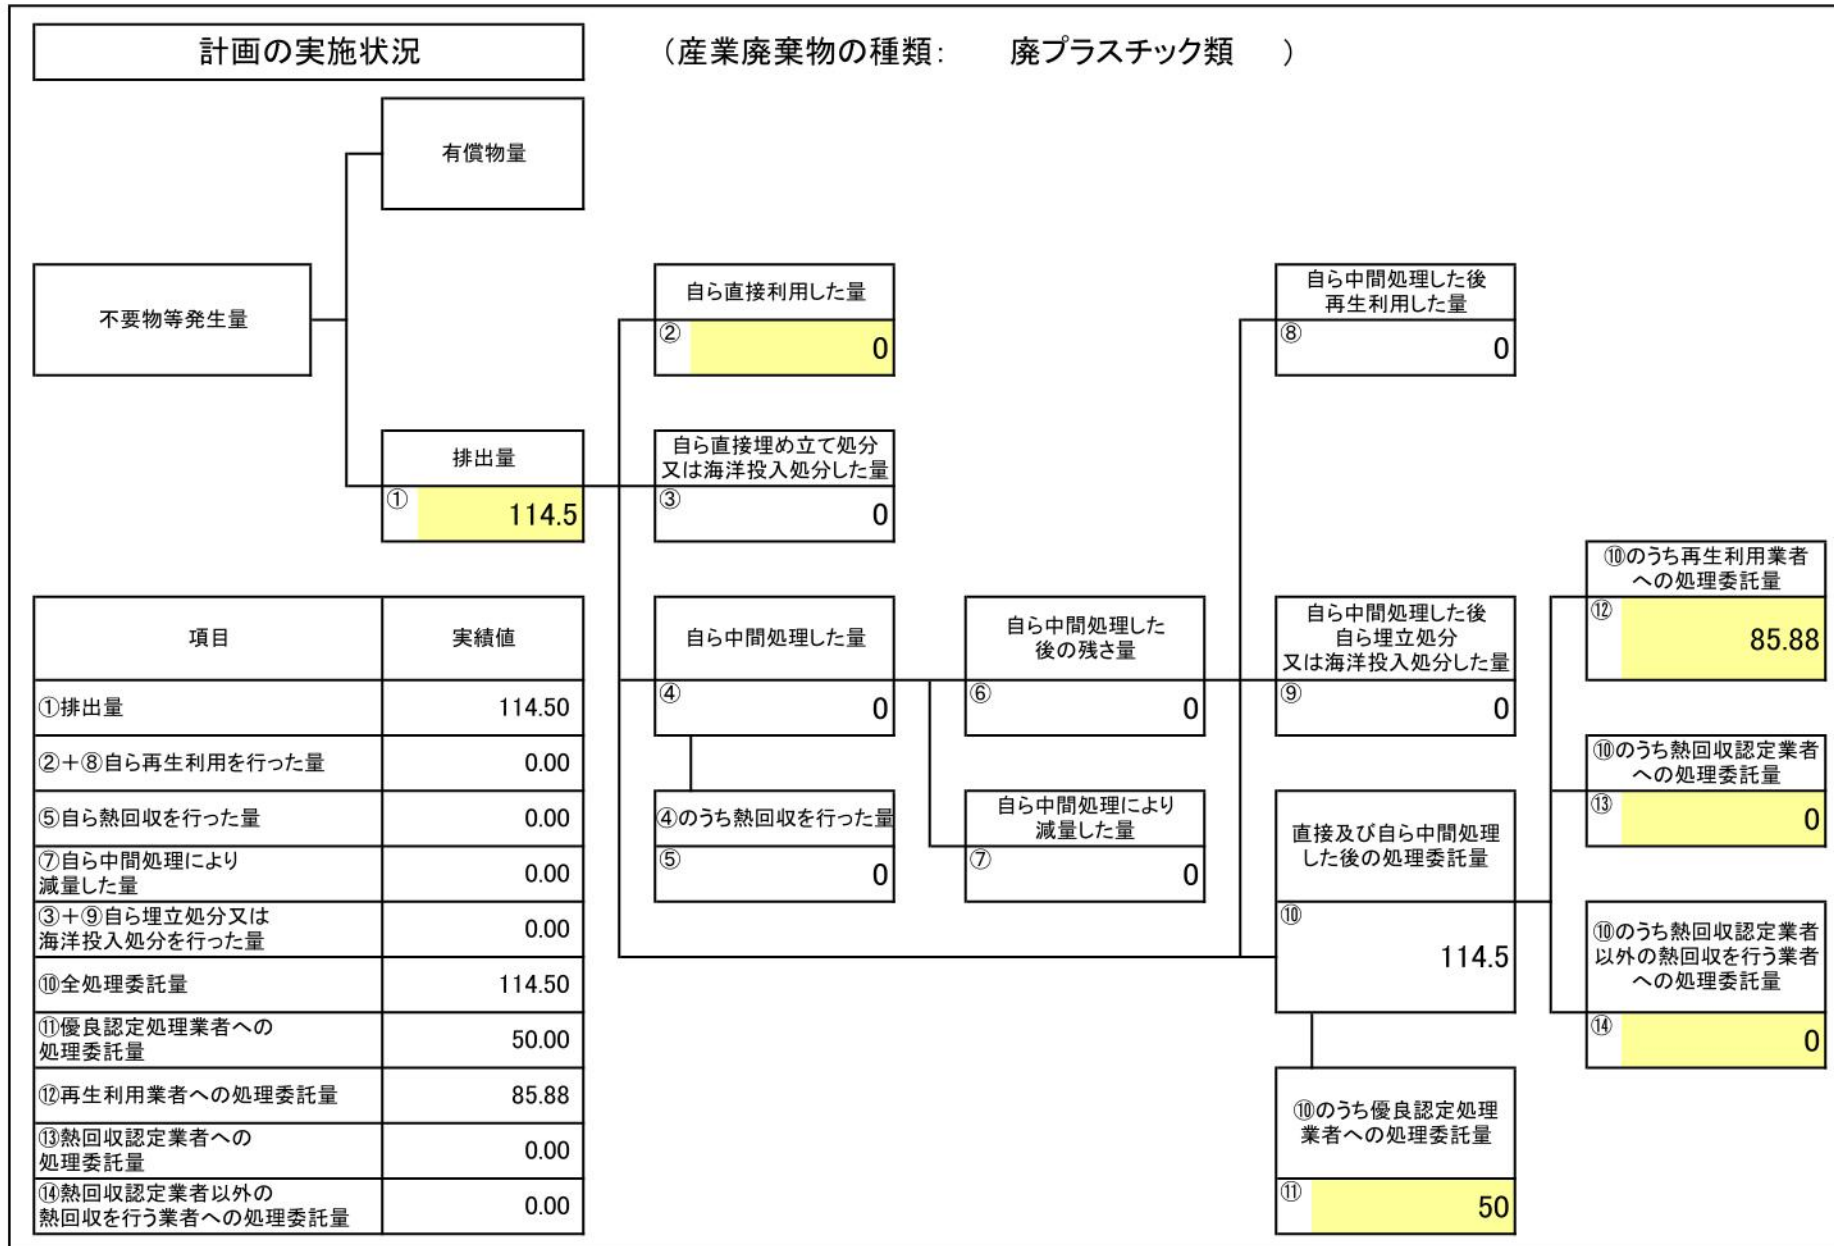 計画の実施状況
（産業廃棄物の種類： 廃プラスチック類 ）
有償物量
不要物等発生量
排出量
①
114.5
自ら直接利用した量
②
0
自ら直接埋め立て処分
又は海洋投入処分した量
③
0
自ら中間処理した量
④
0
④のうち熱回収を行った量
⑤
0
自ら中間処理した
後の残さ量
⑥
0
自ら中間処理により
減量した量
⑦
0
自ら中間処理した後
再生利用した量
⑧
0
自ら中間処理した後
自ら埋立処分
又は海洋投入処分した量
⑨
0
直接及び自ら中間処理
した後の処理委託量
⑩
114.5
⑩のうち優良認定処理
業者への処理委託量
⑪
50
⑩のうち再生利用業者
への処理委託量
⑫
85.88
⑩のうち熱回収認定業者
への処理委託量
⑬
0
⑩のうち熱回収認定業者
以外の熱回収を行う業者
への処理委託量
⑭
0
項目 実績値
①排出量 114.50
②＋⑧自ら再生利用を行った量 0.00
⑤自ら熱回収を行った量 0.00
⑦自ら中間処理により
減量した量 0.00
③＋⑨自ら埋立処分又は
海洋投入処分を行った量 0.00
⑩全処理委託量 114.50
⑪優良認定処理業者への
処理委託量 50.00
⑫再生利用業者への処理委託量 85.88
⑬熱回収認定業者への
処理委託量 0.00
⑭熱回収認定業者以外の
熱回収を行う業者への処理委託量 0.00